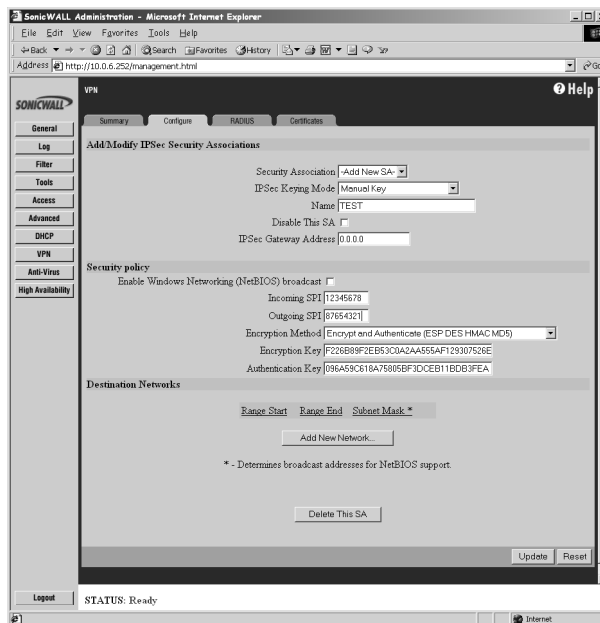 SonicWALL Administration - Microsoft Internet Explorer
File Edit View Favorites Tools Help
Back Search Favorites History
Address http://10.0.6.252/management.html Go
SONICWALL
VPN
Help
Summary Configure RADIUS Certificates
General
Log
Filter
Tools
Access
Advanced
DHCP
VPN
Anti-Virus
High Availability
Logout
Add/Modify IPSec Security Associations
Security Association -Add New SA-
IPSec Keying Mode Manual Key
Name TEST
Disable This SA
IPSec Gateway Address 0.0.0.0
Security policy
Enable Windows Networking (NetBIOS) broadcast
Incoming SPI 12345678
Outgoing SPI 87654321
Encryption Method Encrypt and Authenticate (ESP DES HMAC MD5)
Encryption Key F226B89F2EB53C0A2AA555AF129307526E
Authentication Key 096A59C618A75805BF3DCEB11BDB3FEA
Destination Networks
Range Start Range End Subnet Mask *
Add New Network...
* - Determines broadcast addresses for NetBIOS support.
Delete This SA
Update Reset
STATUS: Ready
Internet